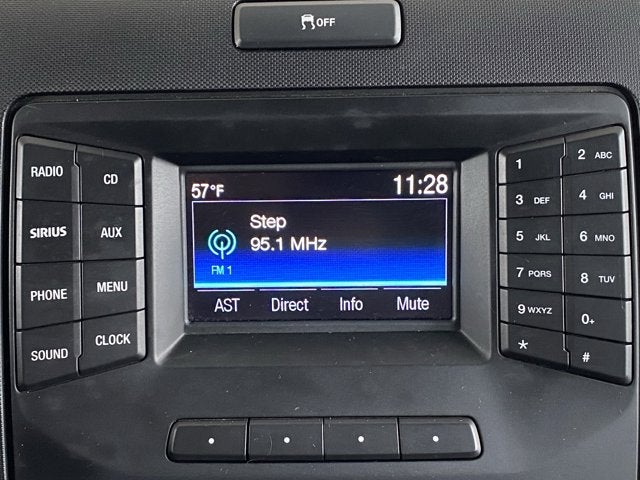 OFF
57°F 11:28
Step
95.1 MHz
FM 1
AST Direct Info Mute
RADIO CD
SIRIUS AUX
PHONE MENU
SOUND CLOCK
1 2 ABC
3 DEF 4 GHI
5 JKL 6 MNO
7 PQRS 8 TUV
9 WXYZ 0+
* #